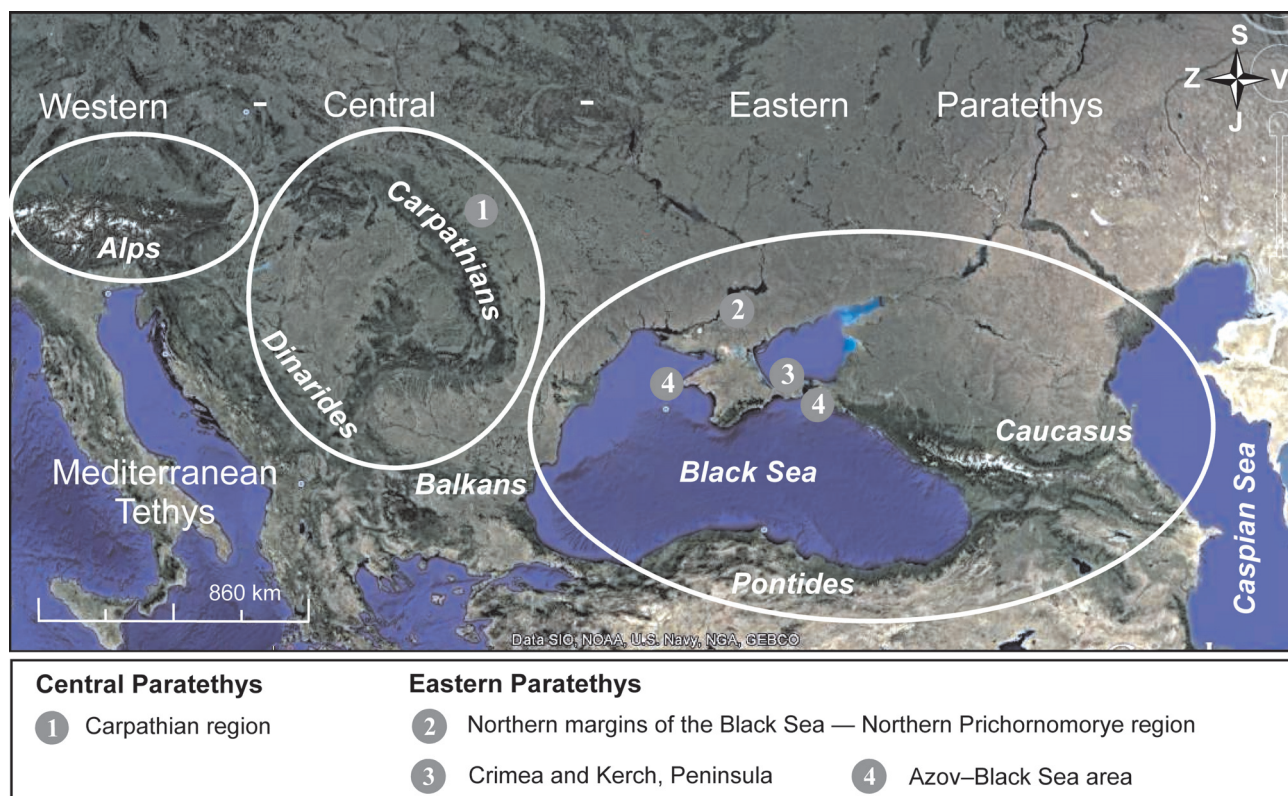 S
Z V
J
Western - Central - Eastern Paratethys
Carpathians
1
Alps
2
Dinarides
3
4
4
Caucasus
Black Sea
Mediterranean
Tethys
Balkans
Caspian Sea
Pontides
860 km
Data SIO, NOAA, U.S. Navy, NGA, GEBCO
Central Paratethys
1 Carpathian region
Eastern Paratethys
2 Northern margins of the Black Sea — Northern Prichornomorye region
3 Crimea and Kerch, Peninsula
4 Azov–Black Sea area